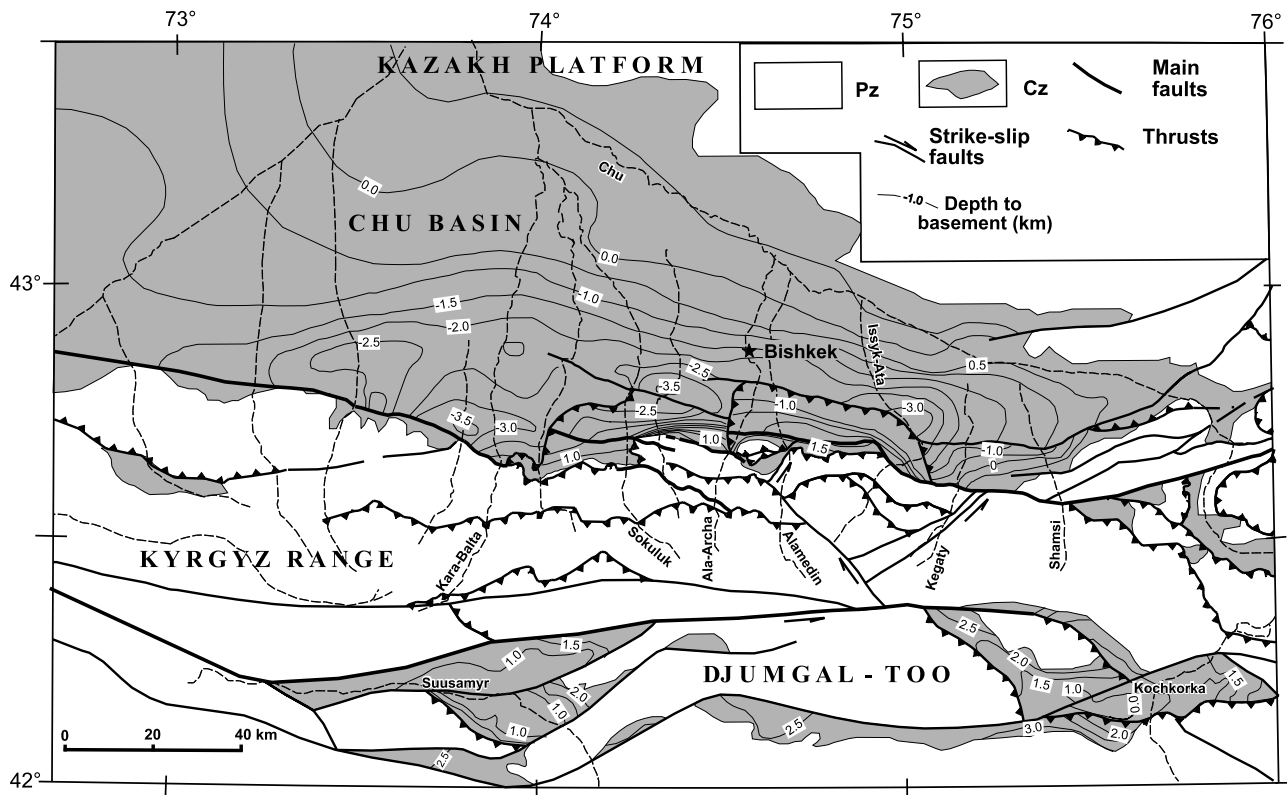 73°
74°
75°
76°
KAZAKH PLATFORM
Pz
Cz
Main
faults
Strike-slip
faults
Thrusts
-1.0
Depth to
basement (km)
Chu
0.0
CHU BASIN
0.0
43°
-1.0
-1.5
-2.0
-2.5
Issyk-Ata
Bishkek
0.5
-2.5
-3.5
-2.5
-1.0
-3.0
-3.5
-3.0
1.0
1.5
-1.0
0
1.0
KYRGYZ RANGE
Kara-Balta
Sokuluk
Ala-Archa
Alamedin
Kegaty
Shamsi
2.5
1.5
1.0
2.0
DJUMGAL - TOO
Suusamyr
2.0
1.5
1.0
Kochkorka
1.5
0.0
1.0
1.0
2.5
3.0
2.0
2.5
0
20
40 km
42°
73°
74°
75°
76°